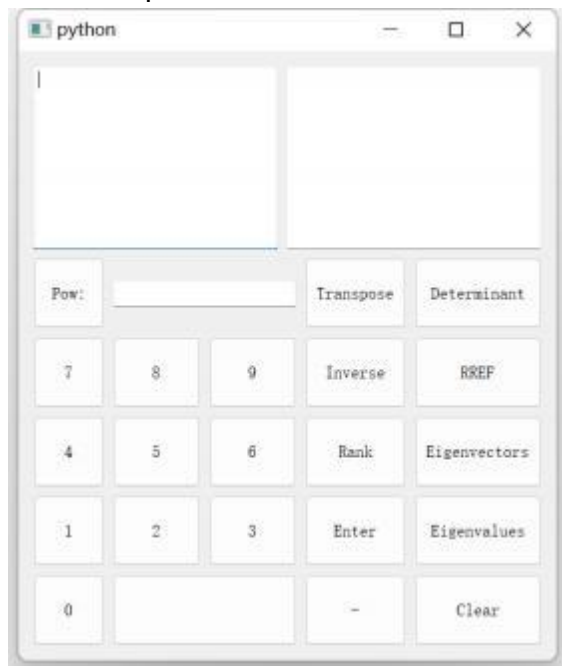 python
Pow:
Transpose
Determinant
7
8
9
Inverse
RREF
4
5
6
Rank
Eigenvectors
1
2
3
Enter
Eigenvalues
0
-
Clear